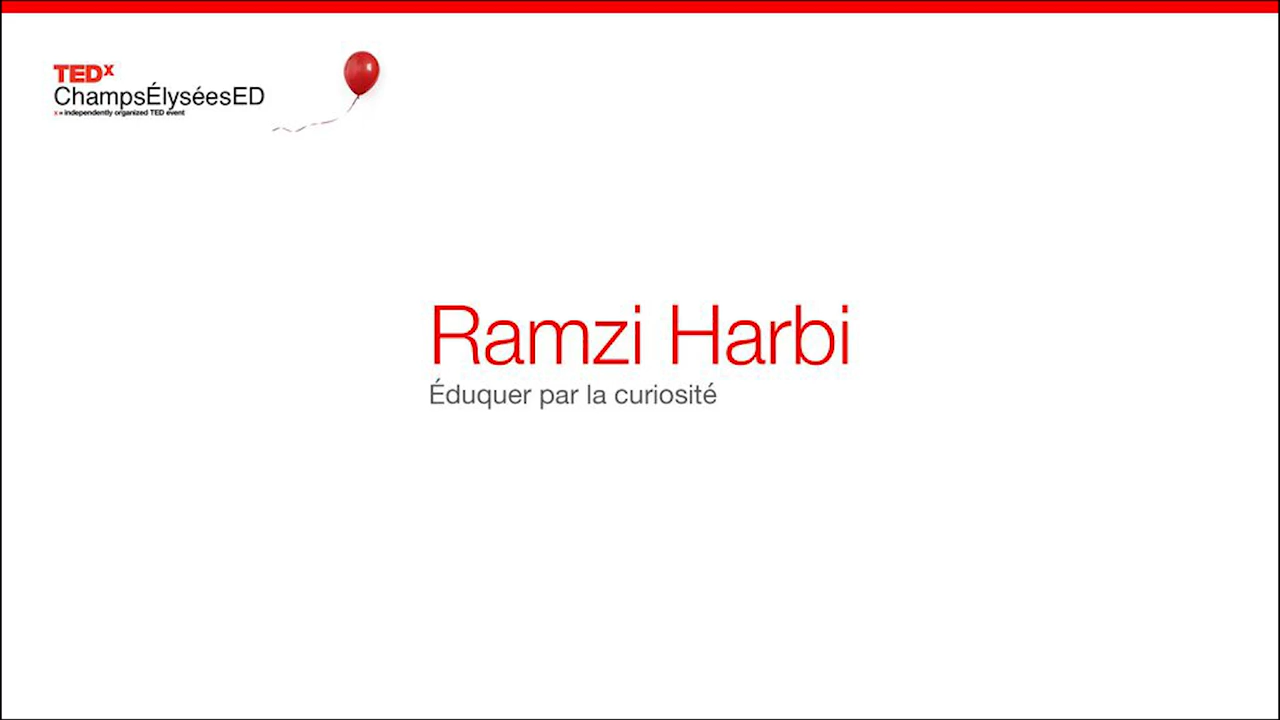 TEDx
ChampsÉlyséesED
x = independently organized TED event
Ramzi Harbi
Éduquer par la curiosité